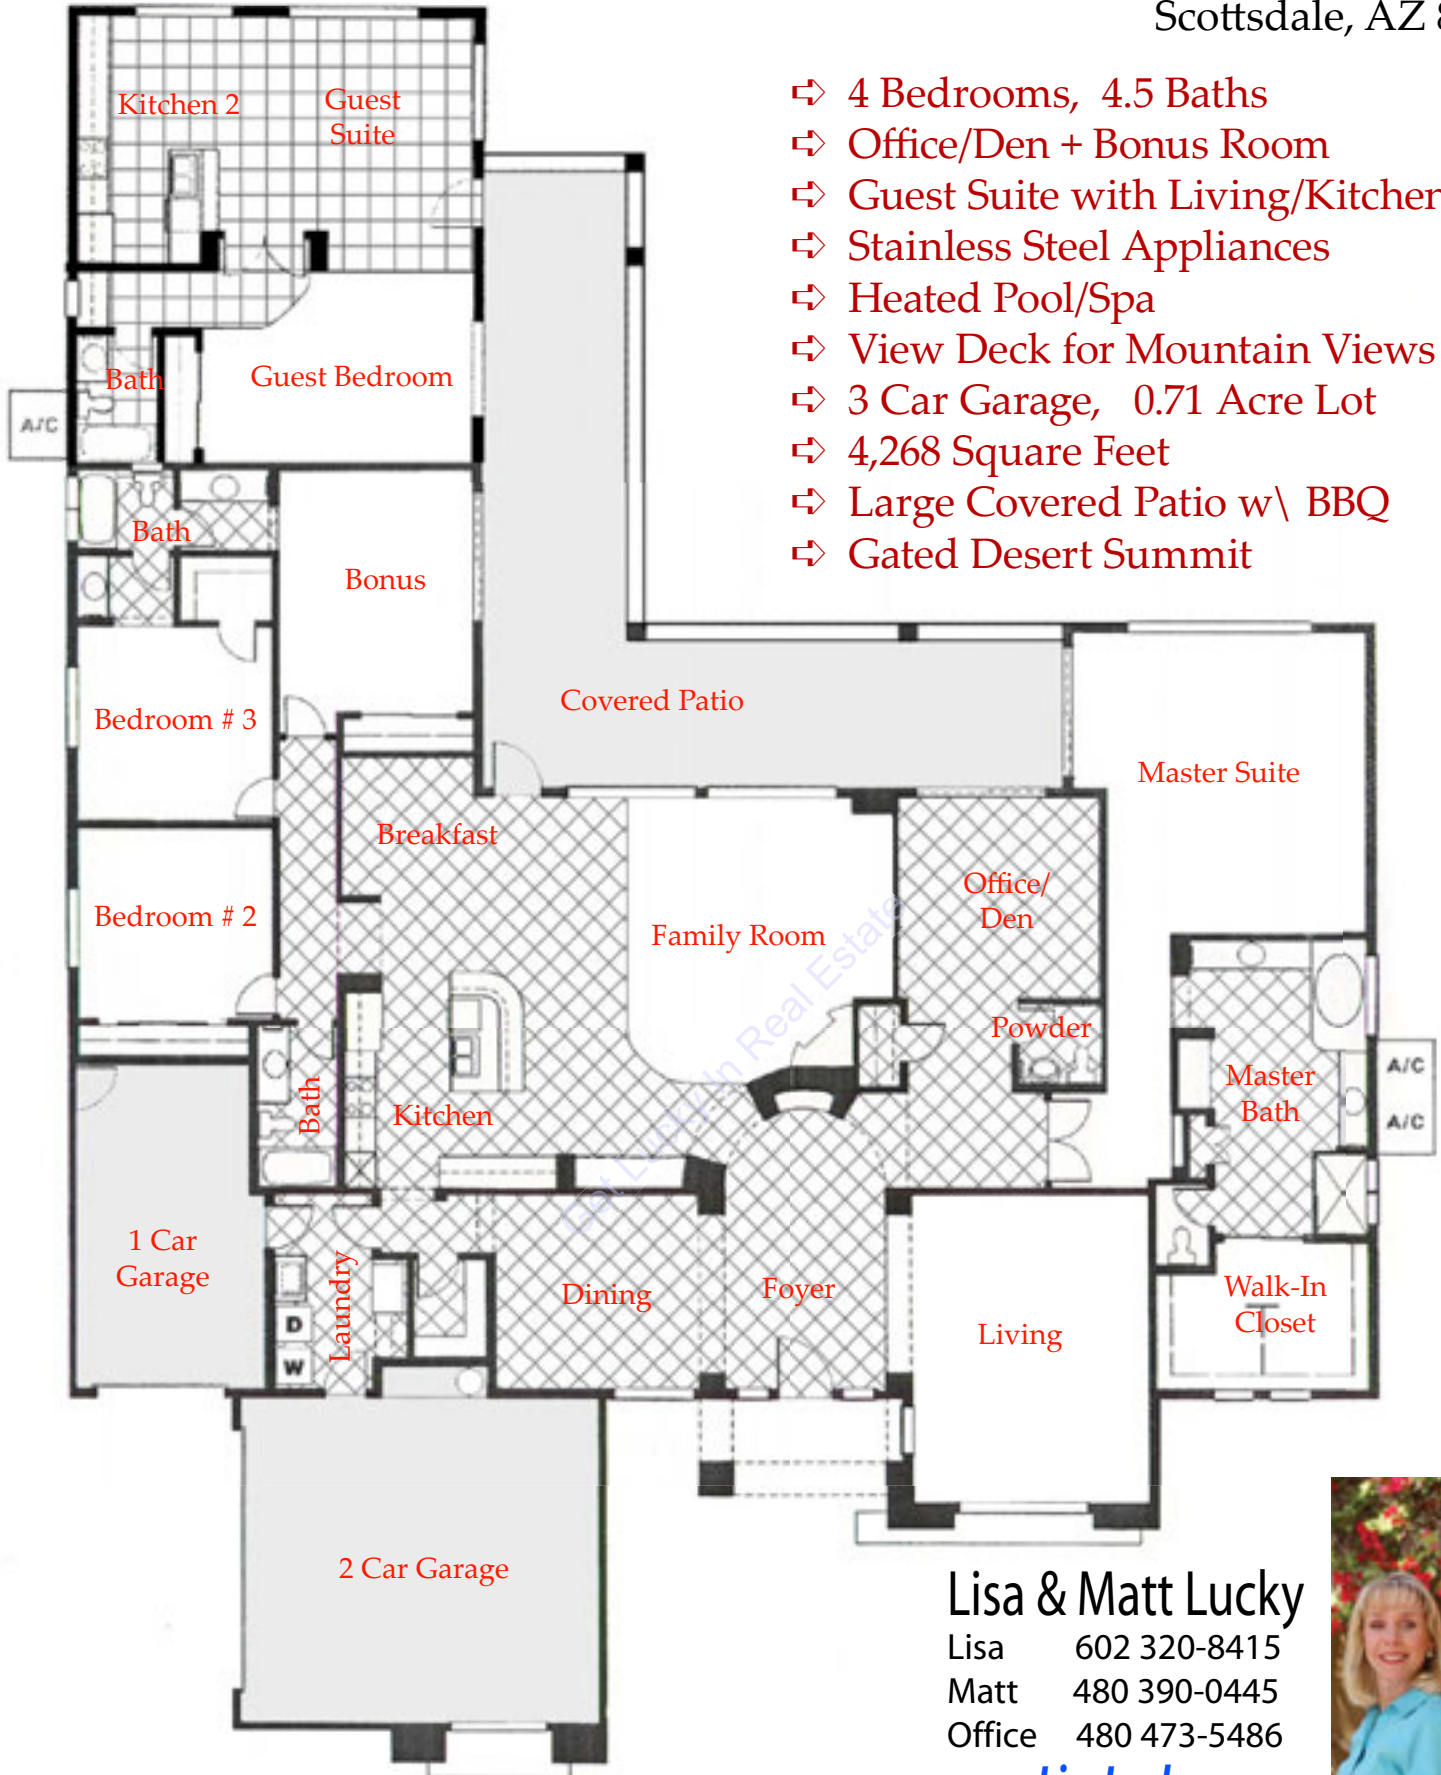 Scottsdale, AZ
4 Bedrooms, 4.5 Baths
Office/Den + Bonus Room
Guest Suite with Living/Kitchen
Stainless Steel Appliances
Heated Pool/Spa
View Deck for Mountain Views
3 Car Garage, 0.71 Acre Lot
4,268 Square Feet
Large Covered Patio w\ BBQ
Gated Desert Summit
Kitchen 2
Guest
Suite
Bath
Guest Bedroom
A/C
Bath
Bonus
Bedroom # 3
Covered Patio
Master Suite
Breakfast
Bedroom # 2
Family Room
Office/
Den
Powder
Kitchen
Bath
Master
Bath
A/C
A/C
1 Car
Garage
Laundry
D
W
Dining
Foyer
Living
Walk-In
Closet
2 Car Garage
Get Lucky In Real Estate
Lisa & Matt Lucky
Lisa 602 320-8415
Matt 480 390-0445
Office 480 473-5486